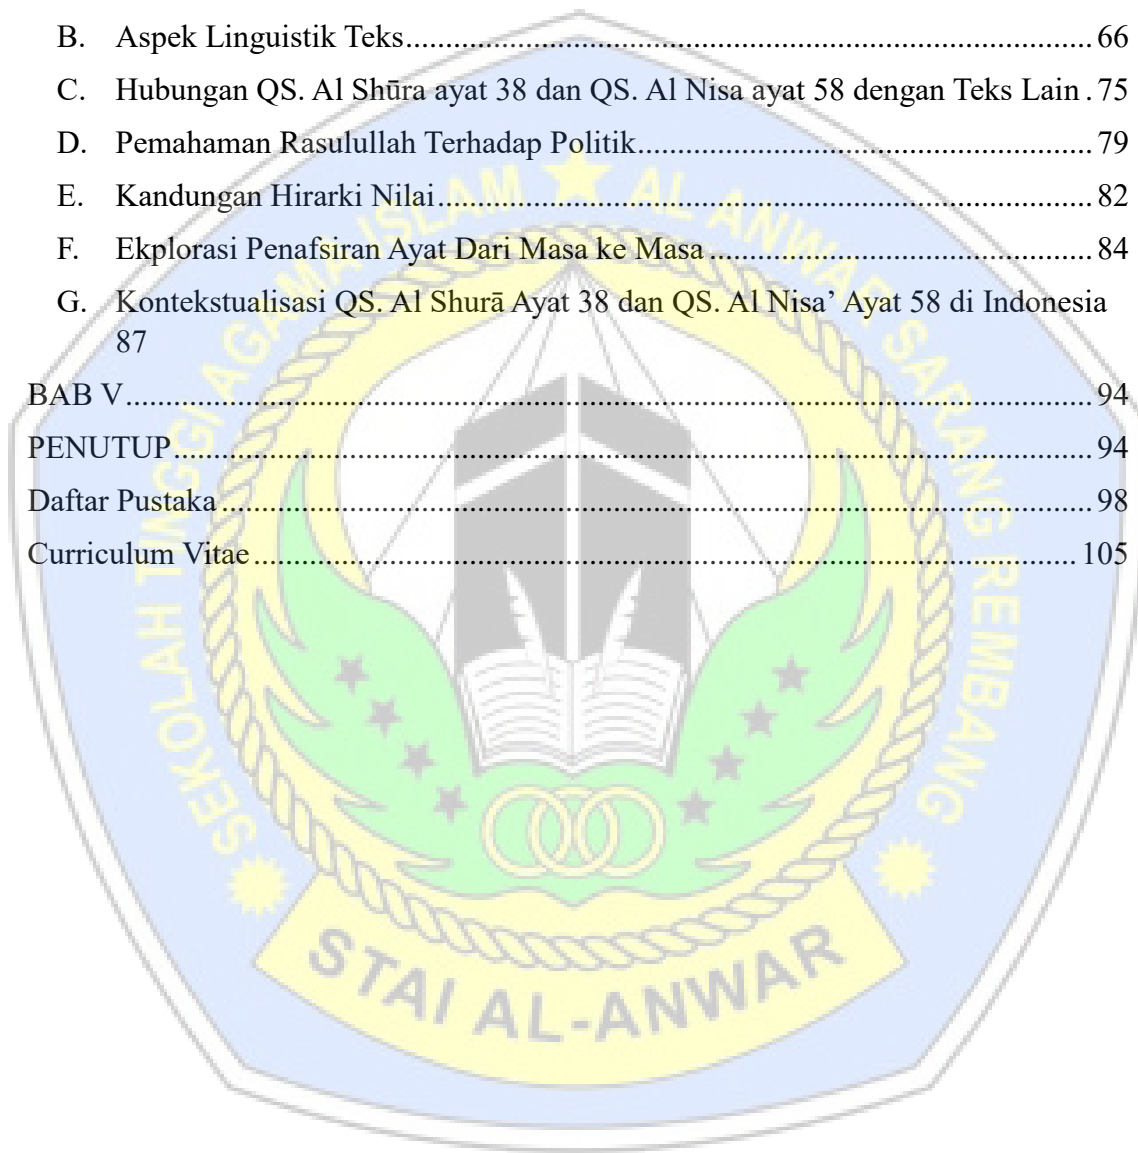 B. Aspek Linguistik Teks........................................................................................ 66
C. Hubungan QS. Al Shūra ayat 38 dan QS. Al Nisa ayat 58 dengan Teks Lain . 75
D. Pemahaman Rasulullah Terhadap Politik......................................................... 79
E. Kandungan Hirarki Nilai.................................................................................. 82
F. Ekplorasi Penafsiran Ayat Dari Masa ke Masa ................................................ 84
G. Kontekstualisasi QS. Al Shurā Ayat 38 dan QS. Al Nisa’ Ayat 58 di Indonesia
87
BAB V......................................................................................................................... 94
PENUTUP................................................................................................................... 94
Daftar Pustaka............................................................................................................. 98
Curriculum Vitae....................................................................................................... 105
SEKOLAH TINGGI AGAMA ISLAM ★ AL ANWAR SARANG REMBANG
STAI AL-ANWAR